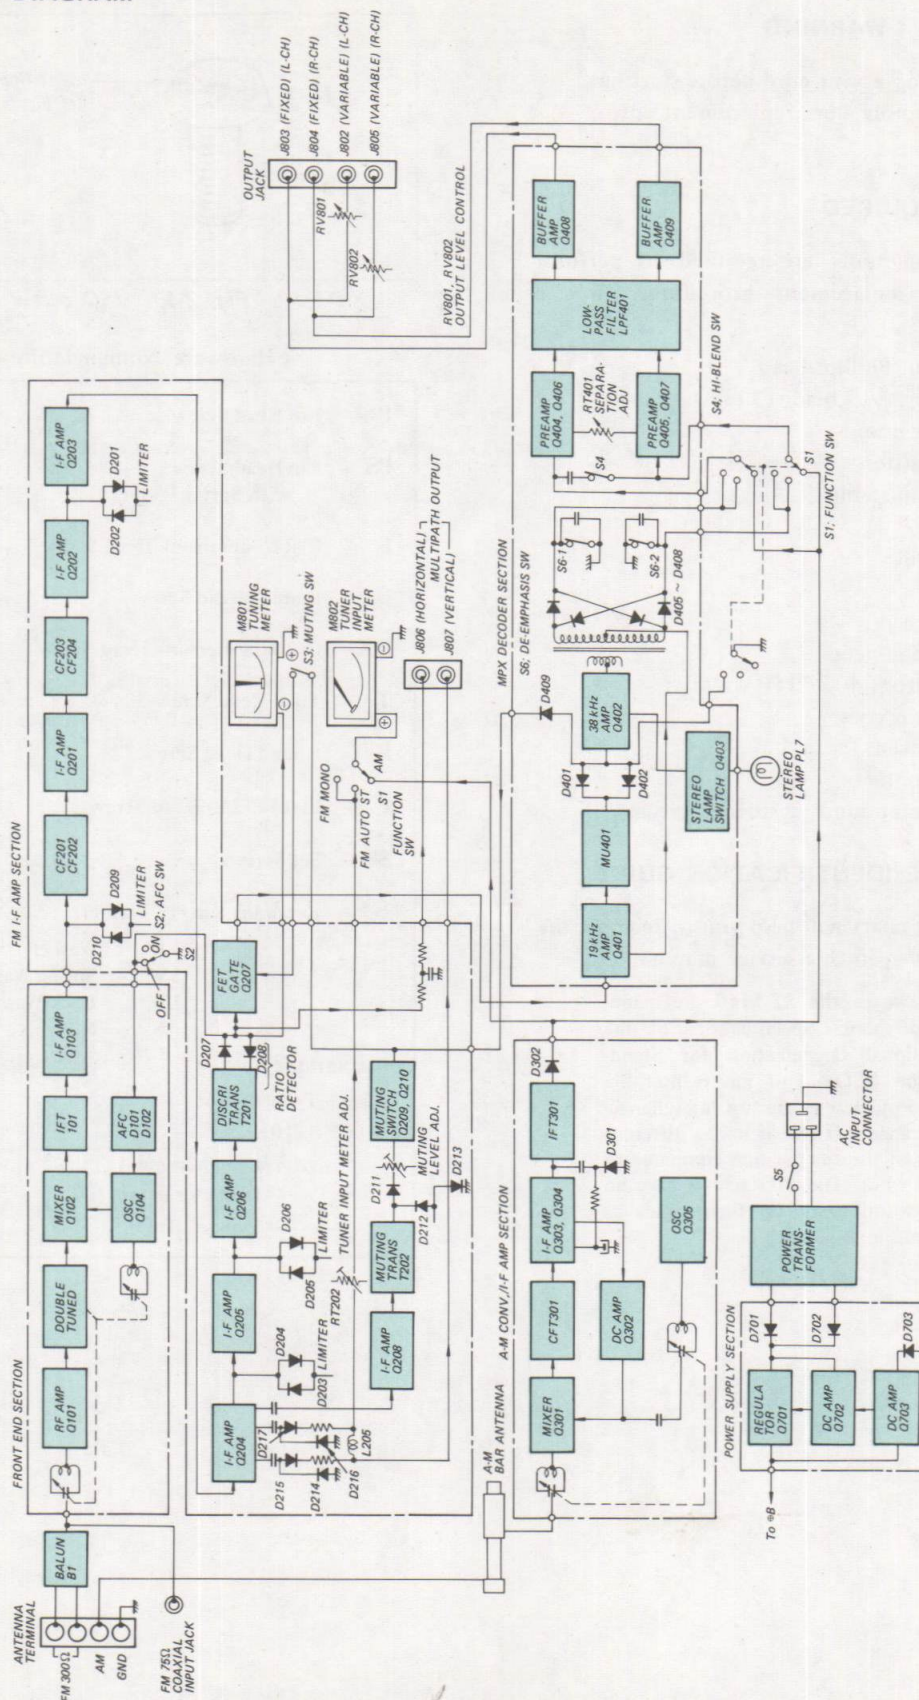 ANTENNA
TERMINAL
FM 300Ω
AM
GND
FM 75Ω
COAXIAL
INPUT JACK
BALUN
B1
FRONT END SECTION
RF AMP
Q101
DOUBLE
TUNED
MIXER
Q102
IFT
101
I-F AMP
Q103
OSC
Q104
AFC
D101
D102
OFF
ON
S2
S2; AFC SW
FM I-F AMP SECTION
D210
D209
LIMITER
CF201
CF202
I-F AMP
Q201
CF203
CF204
I-F AMP
Q202
D202
D201
LIMITER
I-F AMP
Q203
I-F AMP
Q204
D217
D215
D214
D216
L205
D204
D203
LIMITER
I-F AMP
Q205
D206
D205
LIMITER
I-F AMP
Q206
DISCRI
TRANS
T201
D207
D208
RATIO
DETECTOR
FET
GATE
Q207
RT202
TUNER INPUT METER ADJ.
I-F AMP
Q208
MUTING
TRANS
T202
D211
D212
D213
MUTING
LEVEL ADJ.
MUTING
SWITCH
Q209, Q210
M801
TUNING
METER
S3; MUTING SW
M802
TUNER
INPUT
METER
FM MONO
FM AUTO ST
AM
S1
FUNCTION
SW
J806 (HORIZONTAL)
J807 (VERTICAL)
MULTIPATH OUTPUT
OUTPUT
JACK
J803 (FIXED) (L-CH)
J804 (FIXED) (R-CH)
J802 (VARIABLE) (L-CH)
J805 (VARIABLE) (R-CH)
RV801
RV802
RV801, RV802
OUTPUT LEVEL CONTROL
A-M
BAR ANTENNA
A-M CONV./I-F AMP SECTION
MIXER
Q301
CFT301
I-F AMP
Q303, Q304
IFT301
D302
D301
DC AMP
Q302
OSC
Q305
MPX DECODER SECTION
19 kHz
AMP
Q401
MU401
D401
D402
38 kHz
AMP
Q402
D409
STEREO
LAMP
SWITCH Q403
STEREO
LAMP PL7
S6; DE-EMPHASIS SW
S6-1
S6-2
D405 ~ D408
PREAMP
Q404, Q406
S4
RT401
SEPARA-
TION
ADJ
PREAMP
Q405, Q407
LOW-
PASS
FILTER
LPF401
BUFFER
AMP
Q408
BUFFER
AMP
Q409
S4; HI-BLEND SW
S1
S1; FUNCTION SW
POWER SUPPLY SECTION
To ⊕B
REGULA
TOR
Q701
DC AMP
Q702
DC AMP
Q703
D701
D702
D703
POWER
TRANS-
FORMER
S5
AC
INPUT
CONNECTOR